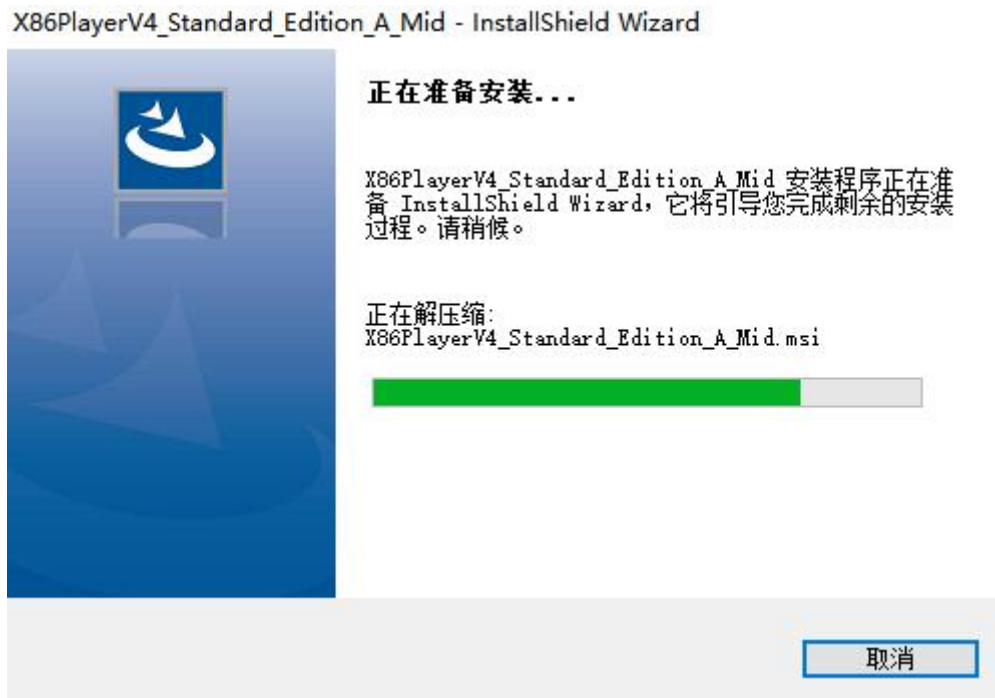 X86PlayerV4_Standard_Edition_A_Mid - InstallShield Wizard
正在准备安装...
X86PlayerV4_Standard_Edition_A_Mid 安装程序正在准
备 InstallShield Wizard，它将引导您完成剩余的安装
过程。请稍候。
正在解压缩:
X86PlayerV4_Standard_Edition_A_Mid.msi
取消